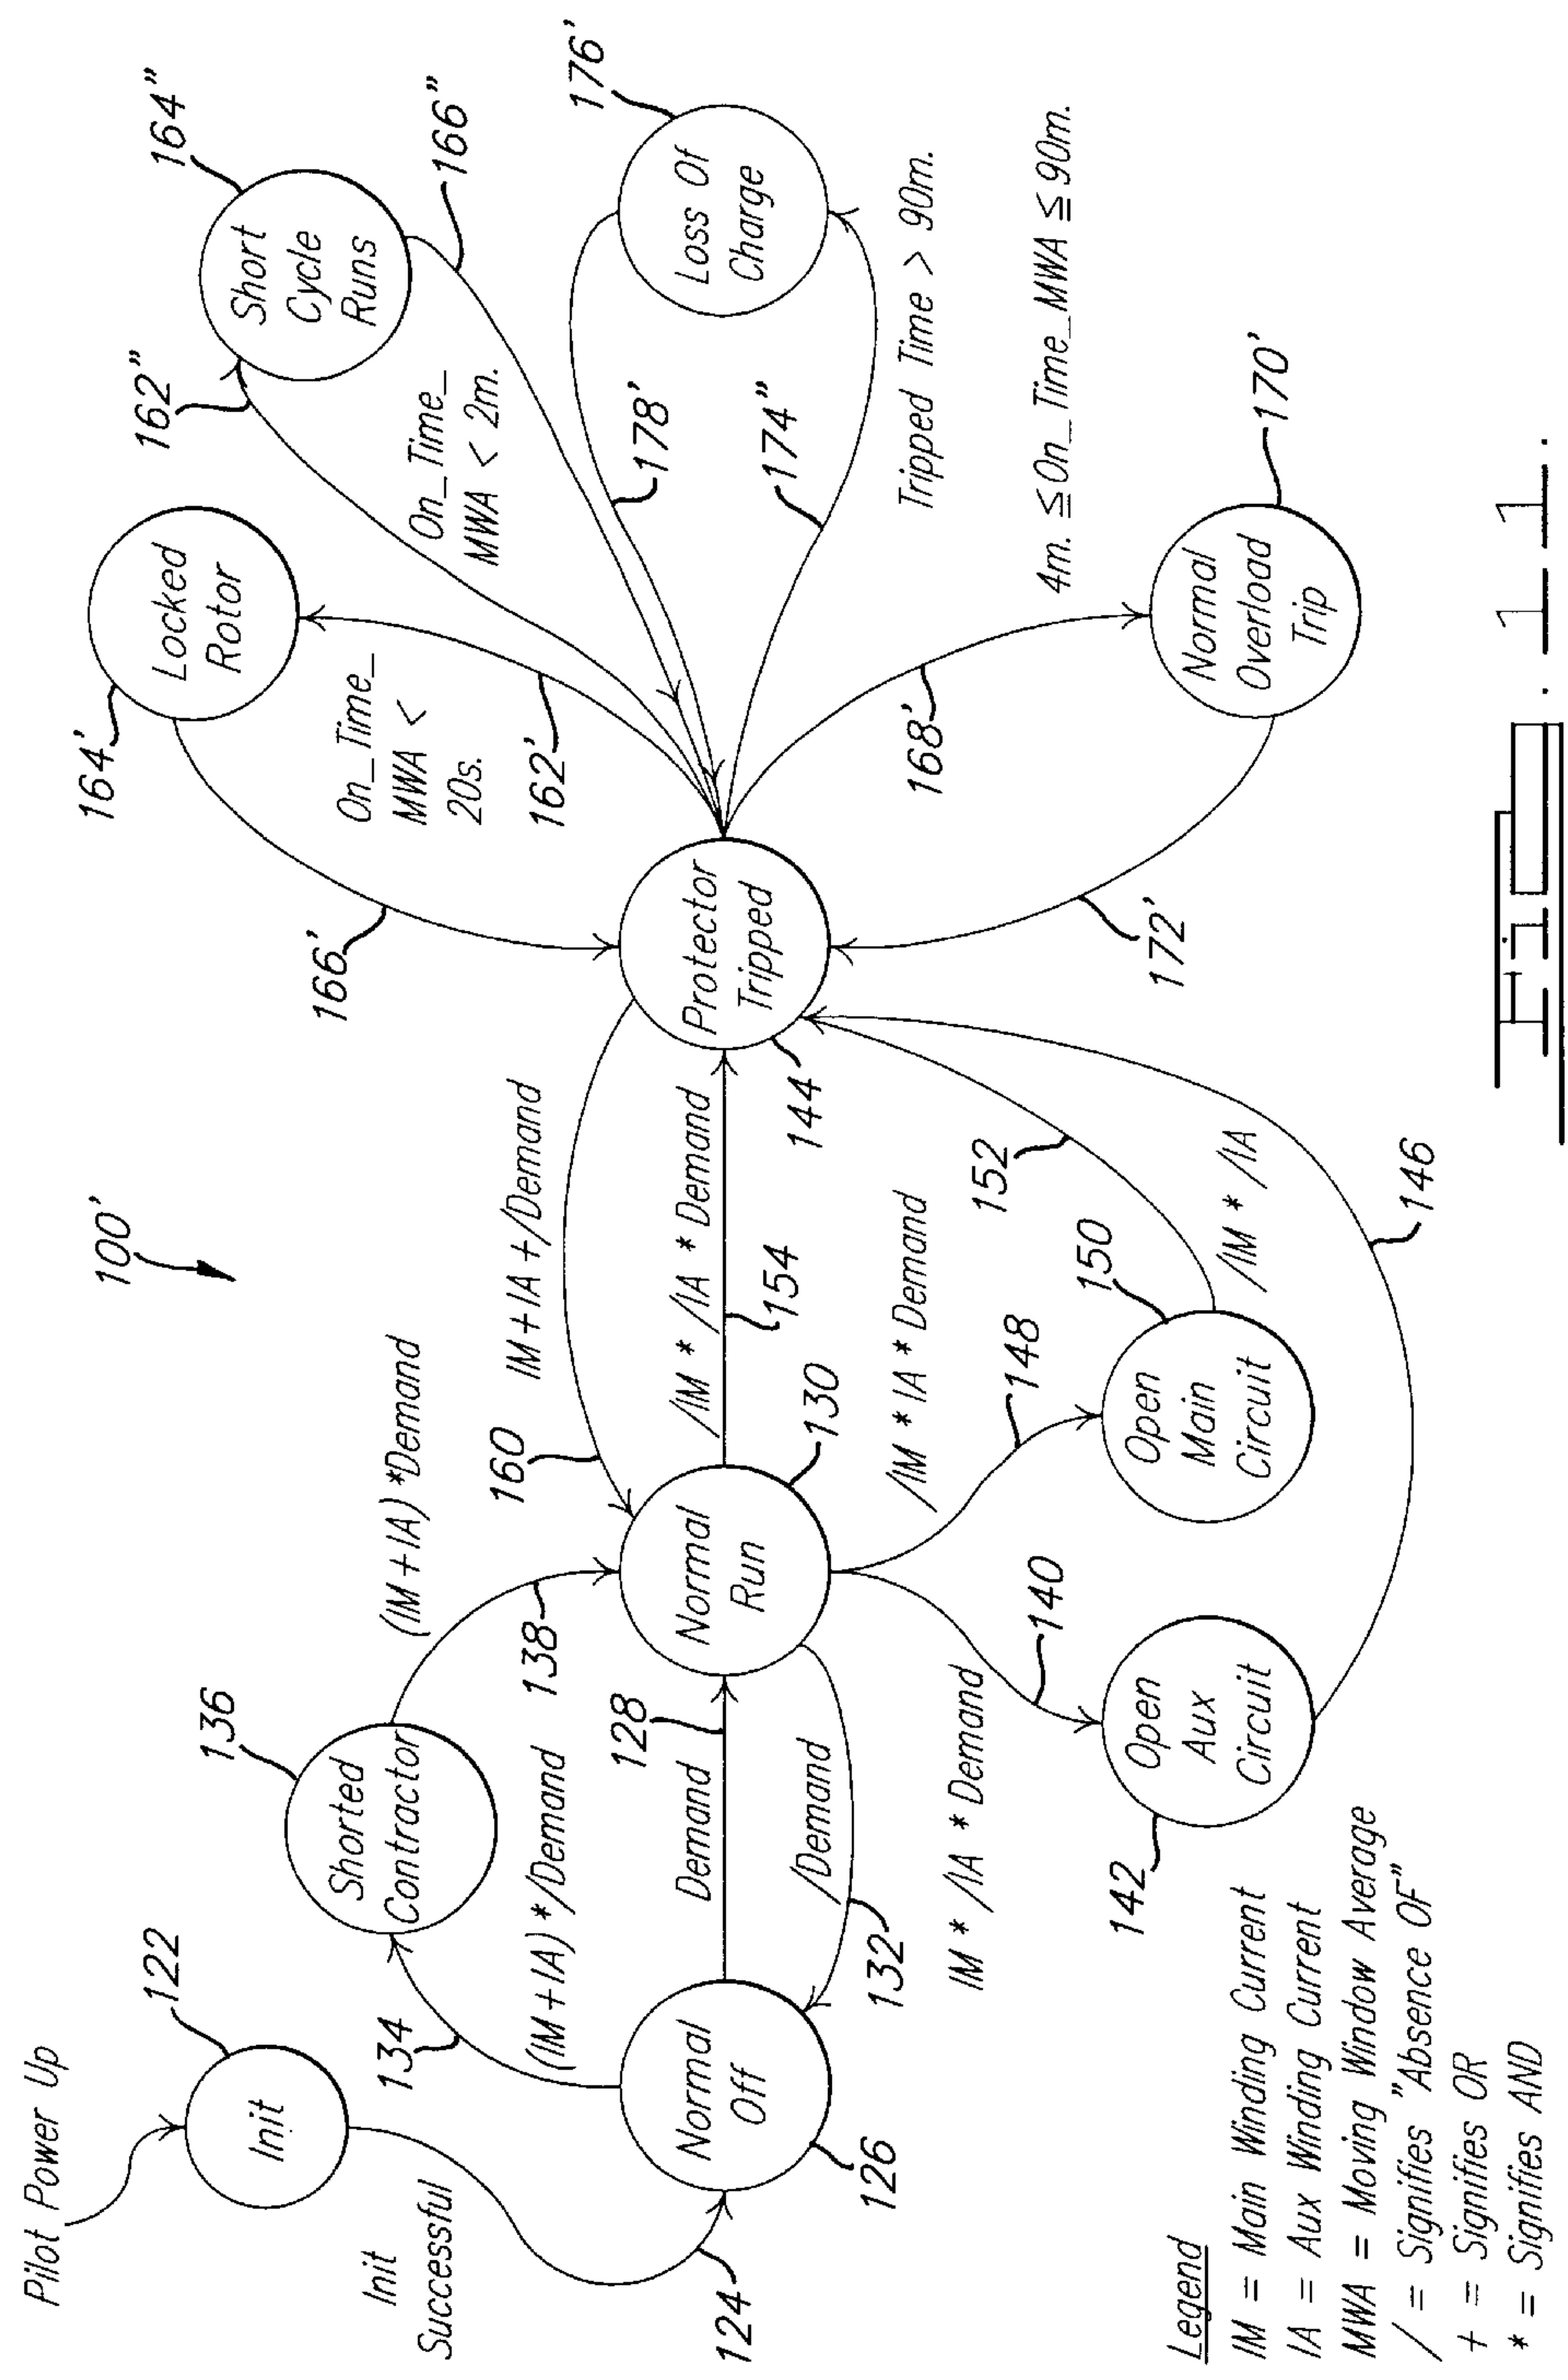 100'
Pilot Power Up
122
Init
Init
Successful
124
134
136
Shorted
Contractor
(IM + IA) */Demand
(IM + IA) *Demand
138
Normal
Off
126
Demand
128
/Demand
132
Normal
Run
130
160
IM + IA +/Demand
/IM * /IA * Demand
154
IM * /IA * Demand
140
Open
Aux
Circuit
142
/IM * IA * Demand
148
Open
Main
Circuit
150
152
/IM * /IA
146
Protector
Tripped
144
166'
164'
Locked
Rotor
On_Time_
MWA <
20s.
162'
162"
164"
Short
Cycle
Runs
166"
On_Time_
MWA < 2m.
176'
Loss Of
Charge
178'
174"
Tripped Time > 90m.
168'
4m. ≦On_Time_MWA ≦ 90m.
Normal
Overload
Trip
170'
172'
Legend
IM = Main Winding Current
IA = Aux Winding Current
MWA = Moving Window Average
/ = Signifies "Absence OF"
+ = Signifies OR
* = Signifies AND
Fig. 11.